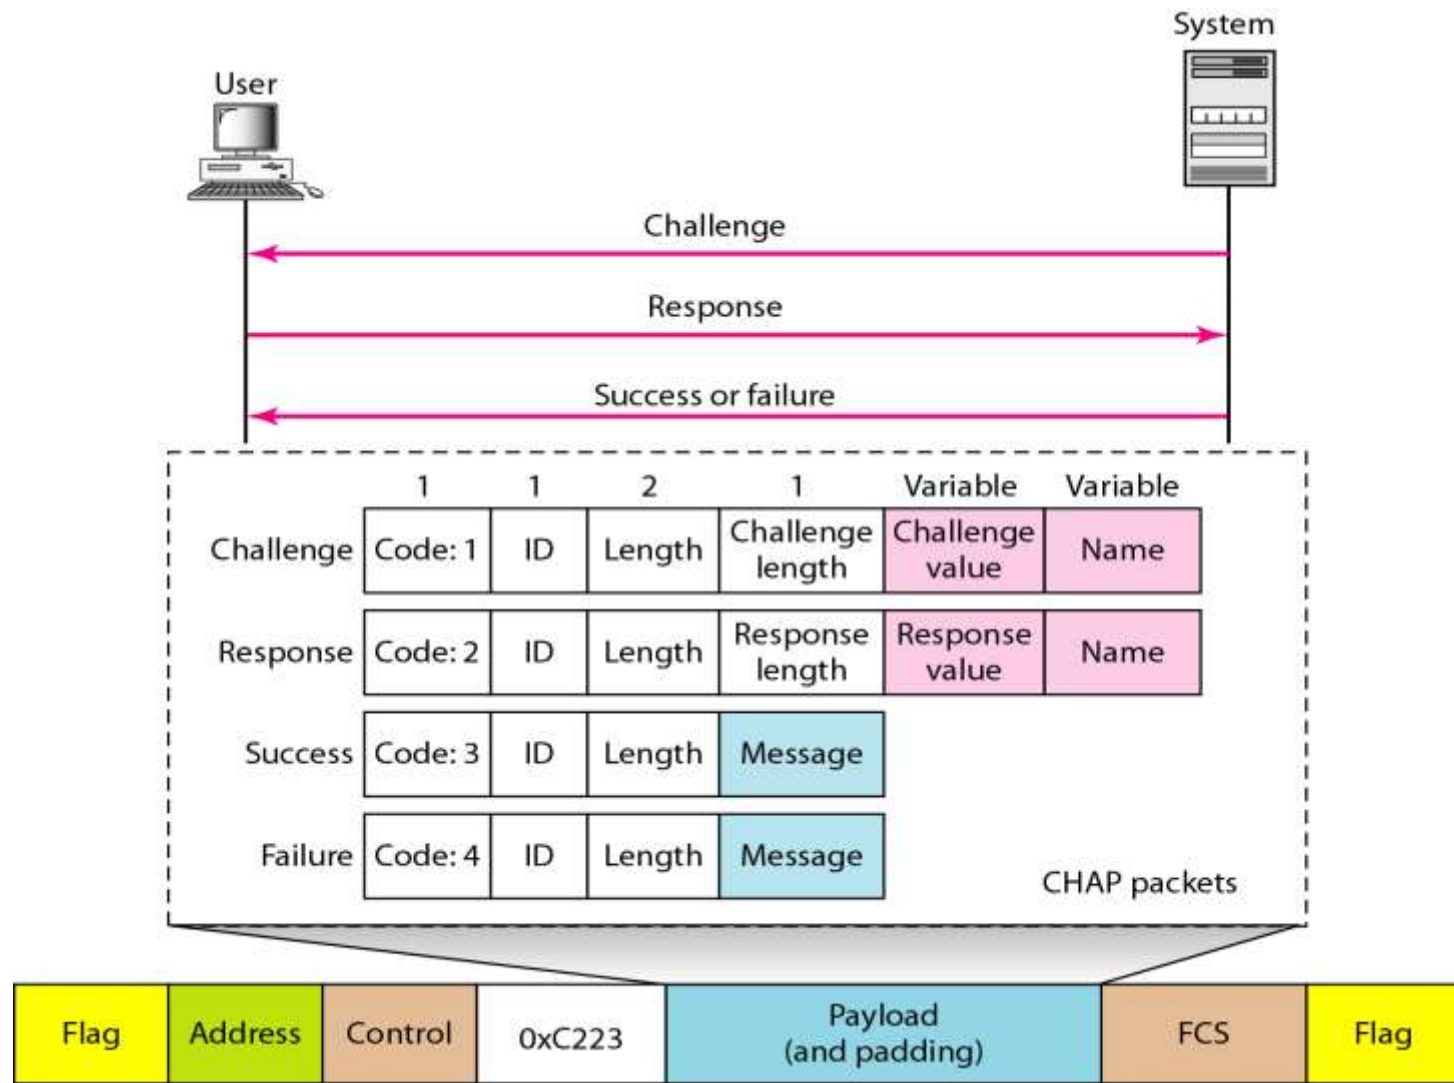 System
User
Challenge
Response
Success or failure
1 1 2 1 Variable Variable
Challenge Code: 1 ID Length Challenge length Challenge value Name
Response Code: 2 ID Length Response length Response value Name
Success Code: 3 ID Length Message
Failure Code: 4 ID Length Message
CHAP packets
Flag Address Control 0xC223 Payload (and padding) FCS Flag